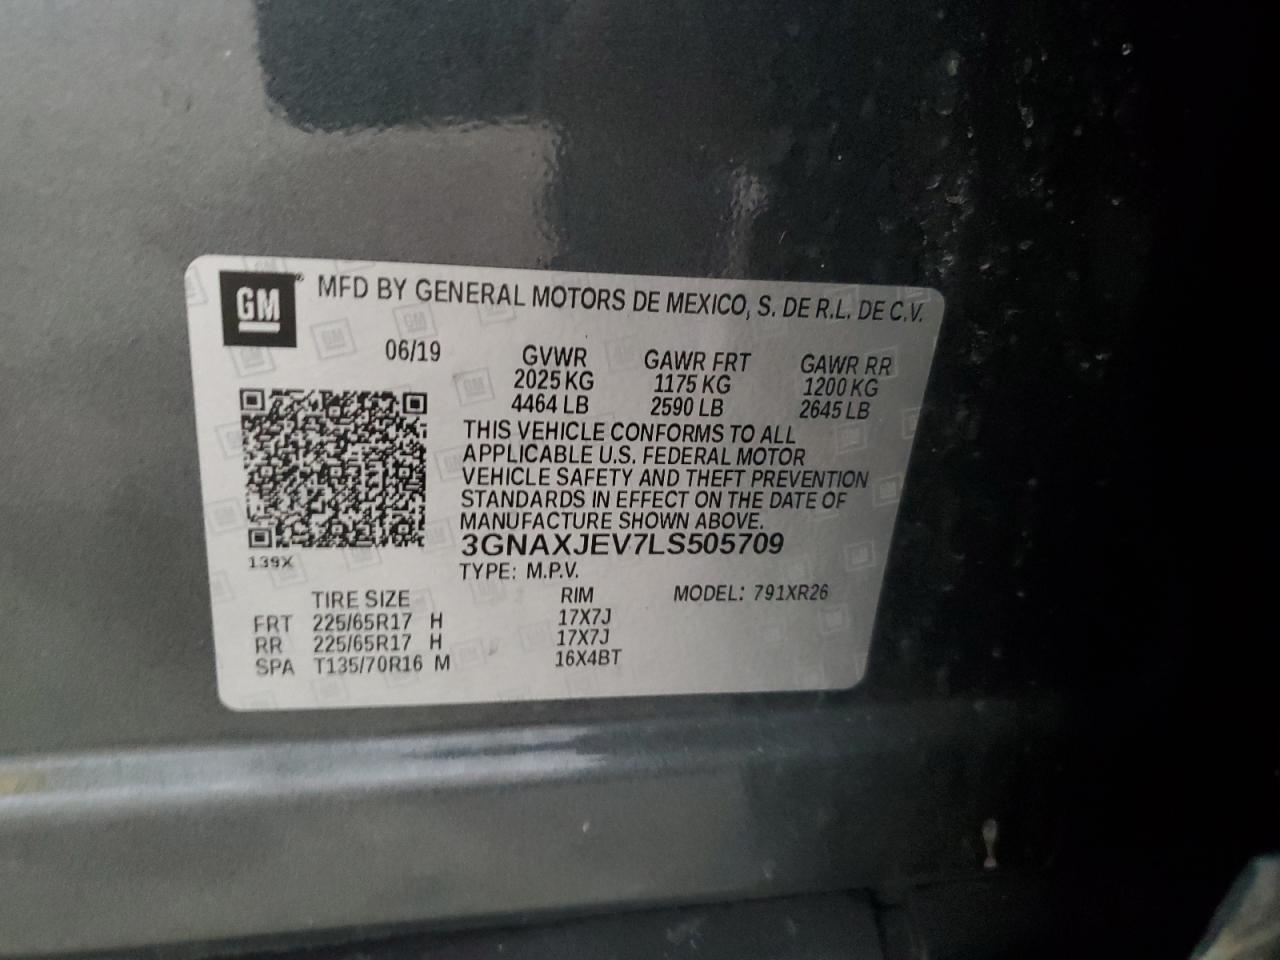 GM
MFD BY GENERAL MOTORS DE MEXICO, S. DE R.L. DE C.V.
06/19 GVWR GAWR FRT GAWR RR
2025 KG 1175 KG 1200 KG
4464 LB 2590 LB 2645 LB
THIS VEHICLE CONFORMS TO ALL
APPLICABLE U.S. FEDERAL MOTOR
VEHICLE SAFETY AND THEFT PREVENTION
STANDARDS IN EFFECT ON THE DATE OF
MANUFACTURE SHOWN ABOVE.
3GNAXJEV7LS505709
139X
TYPE: M.P.V.
TIRE SIZE RIM MODEL: 791XR26
FRT 225/65R17 H 17X7J
RR 225/65R17 H 17X7J
SPA T135/70R16 M 16X4BT